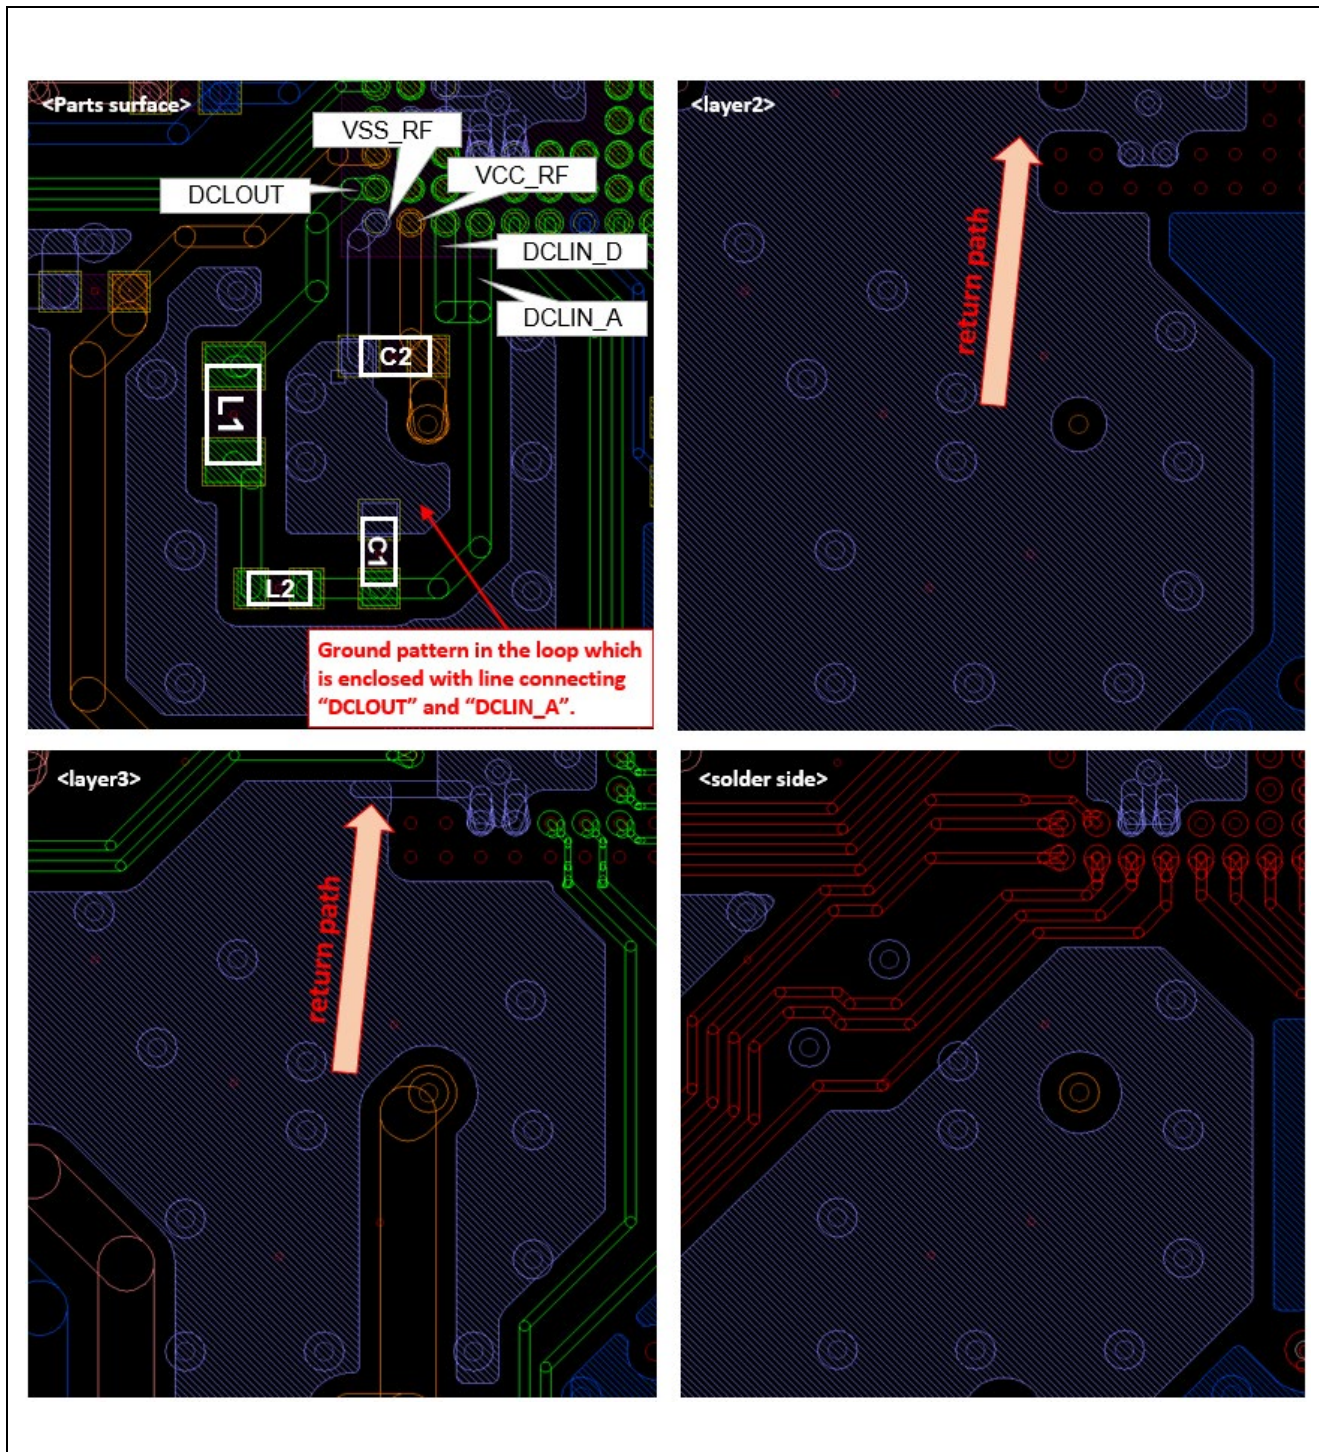 <Parts surface>
VSS_RF
VCC_RF
DCLOUT
DCLIN_D
DCLIN_A
C2
L1
C1
L2
Ground pattern in the loop which
is enclosed with line connecting
“DCLOUT” and “DCLIN_A”.
<layer2>
return path
<layer3>
return path
<solder side>